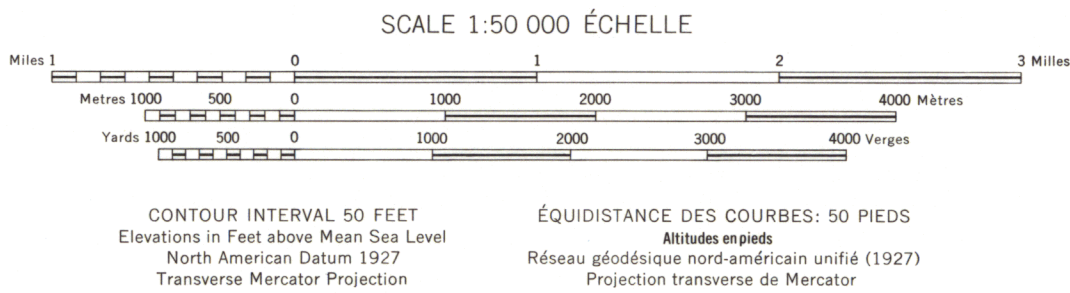 SCALE 1:50 000 ÉCHELLE
Miles 1 0 1 2 3 Milles
Metres 1000 500 0 1000 2000 3000 4000 Mètres
Yards 1000 500 0 1000 2000 3000 4000 Verges
CONTOUR INTERVAL 50 FEET
Elevations in Feet above Mean Sea Level
North American Datum 1927
Transverse Mercator Projection
ÉQUIDISTANCE DES COURBES: 50 PIEDS
Altitudes en pieds
Réseau géodésique nord-américain unifié (1927)
Projection transverse de Mercator